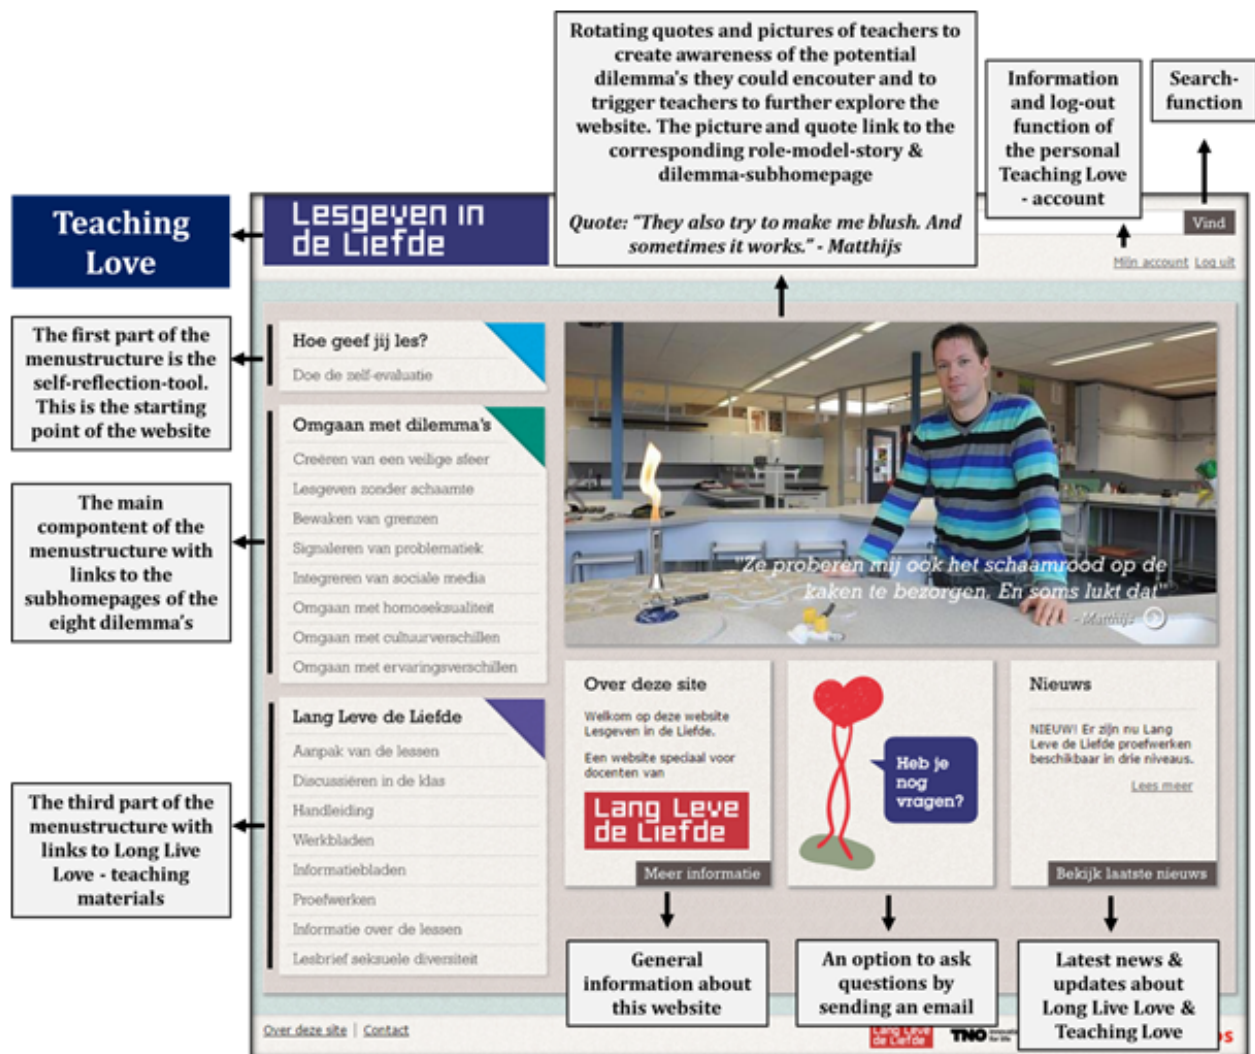 Rotating quotes and pictures of teachers to
create awareness of the potential
dilemma's they could encouter and to
trigger teachers to further explore the
website. The picture and quote link to the
corresponding role-model-story &
dilemma-subhomepage
Quote: "They also try to make me blush. And
sometimes it works." - Matthijs
Information
and log-out
function of
the personal
Teaching Love
- account
Search-
function
Teaching
Love
Lesgeven in
de Liefde
Vind
Mijn account Log uit
The first part of the
menustructure is the
self-reflection-tool.
This is the starting
point of the website
Hoe geef jij les?
Doe de self-evaluatie
The main
compontent of the
menustructure with
links to the
subhomepages of the
eight dilemma's
Omgaan met dilemma's
Creëren van een veilige sfeer
Lesgeven zonder schaamte
Bewaken van grenzen
Signaleren van problematiek
Integreren van sociale media
Omgaan met homoseksualiteit
Omgaan met cultuurverschillen
Omgaan met ervaringsverschillen
"Ze proberen mij ook het schaamrood op de
kaken te bezorgen. En soms lukt dat"
- Matthijs
The third part of the
menustructure with
links to Long Live
Love - teaching
materials
Lang Leve de Liefde
Aanpak van de lessen
Discussiëren in de klas
Handleiding
Werkbladen
Informatiebladen
Proefwerken
Informatie over de lessen
Lesbrief seksuele diversiteit
Over deze site
Welkom op deze website
Lesgeven in de Liefde.
Een website speciaal voor
docenten van
Lang Leve
de Liefde
Meer informatie
Heb je
nog
vragen?
Nieuws
NIEUW! Er zijn nu Lang
Leve de Liefde proefwerken
beschikbaar in drie niveaus.
Lees meer
Bekijk laatste nieuws
General
information about
this website
An option to ask
questions by
sending an email
Latest news &
updates about
Long Live Love &
Teaching Love
Over deze site | Contact
Lang Leve
de Liefde
TNO innovation
for life